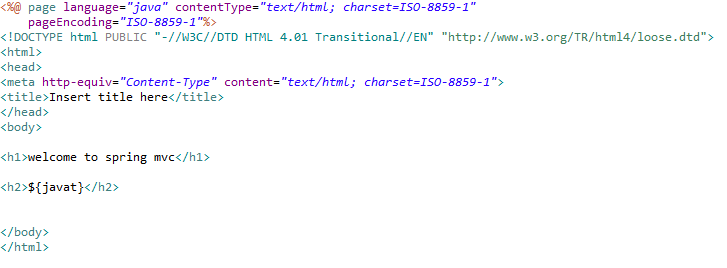 <%@ page language="java" contentType="text/html; charset=ISO-8859-1"
    pageEncoding="ISO-8859-1"%>
<!DOCTYPE html PUBLIC "-//W3C//DTD HTML 4.01 Transitional//EN" "http://www.w3.org/TR/html4/loose.dtd">
<html>
<head>
<meta http-equiv="Content-Type" content="text/html; charset=ISO-8859-1">
<title>Insert title here</title>
</head>
<body>
<h1>welcome to spring mvc</h1>
<h2>${javat}</h2>
</body>
</html>